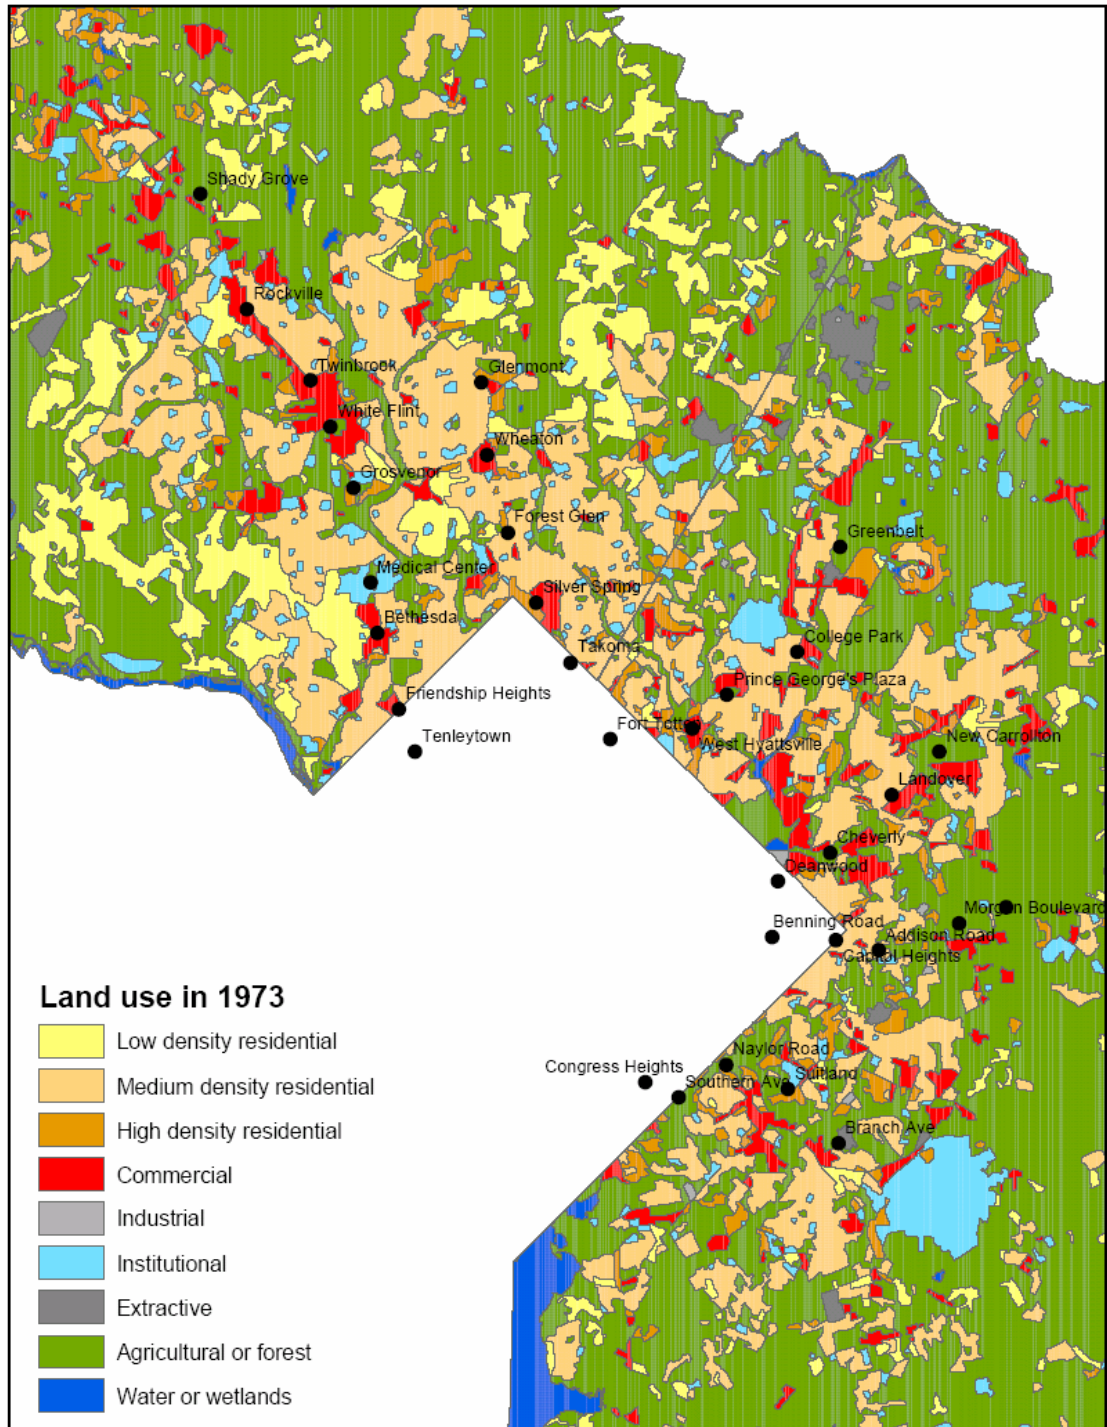 Shady Grove
Rockville
Twinbrook
Glenmont
White Flint
Wheaton
Grosvenor
Forest Glen
Greenbelt
Medical Center
Silver Spring
Bethesda
College Park
Takoma
Prince George's Plaza
Friendship Heights
Fort Totten
Tenleytown
West Hyattsville
New Carrollton
Landover
Cheverly
Deanwood
Morgan Boulevard
Benning Road
Addison Road
Capitol Heights
Land use in 1973
Low density residential
Naylor Road
Congress Heights
Suitland
Southern Ave
Medium density residential
High density residential
Branch Ave
Commercial
Industrial
Institutional
Extractive
Agricultural or forest
Water or wetlands